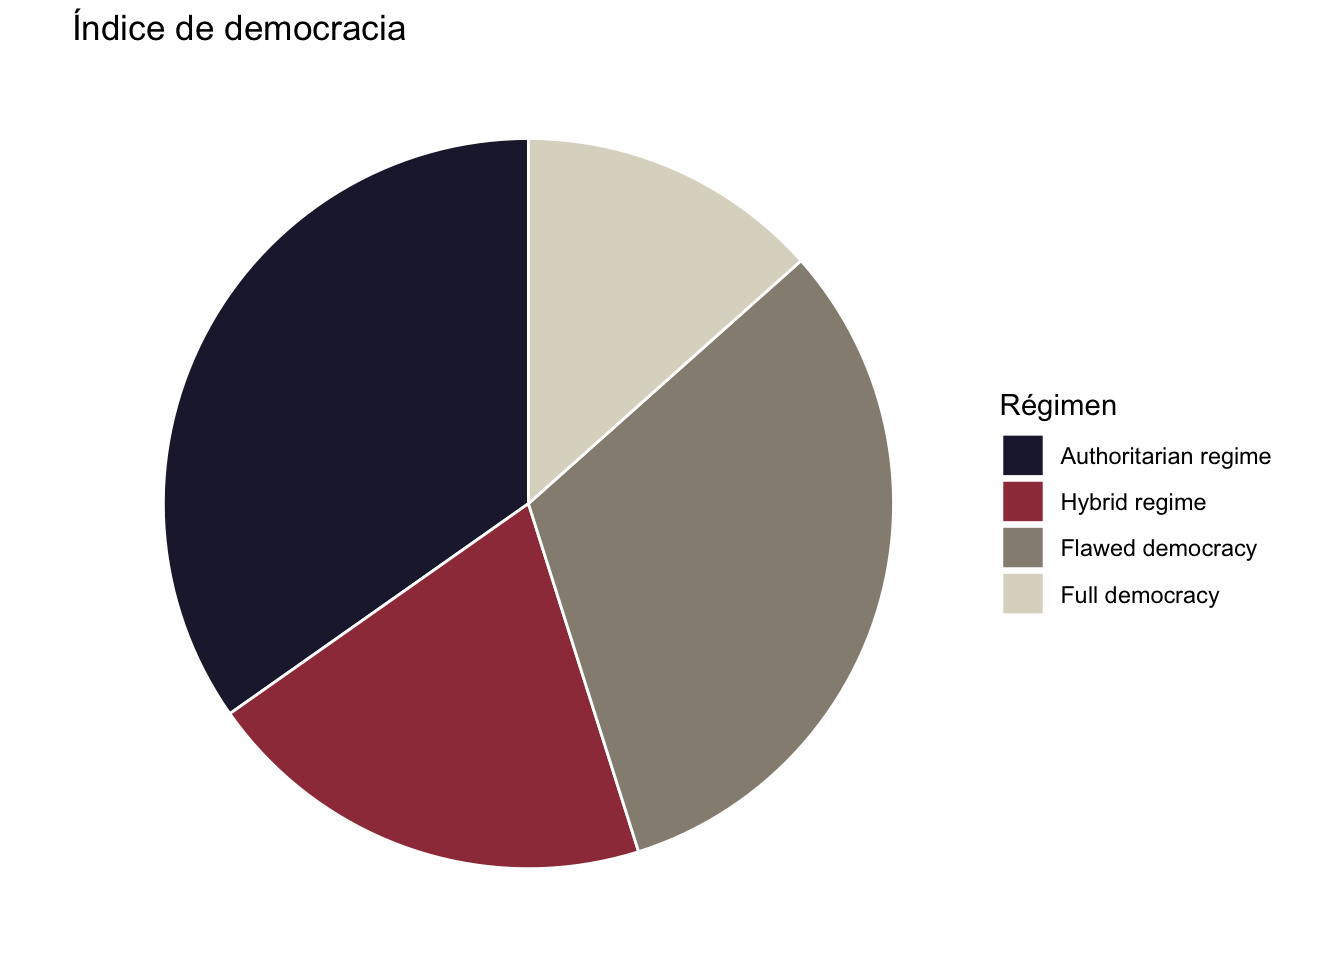 Índice de democracia
Régimen
Authoritarian regime
Hybrid regime
Flawed democracy
Full democracy